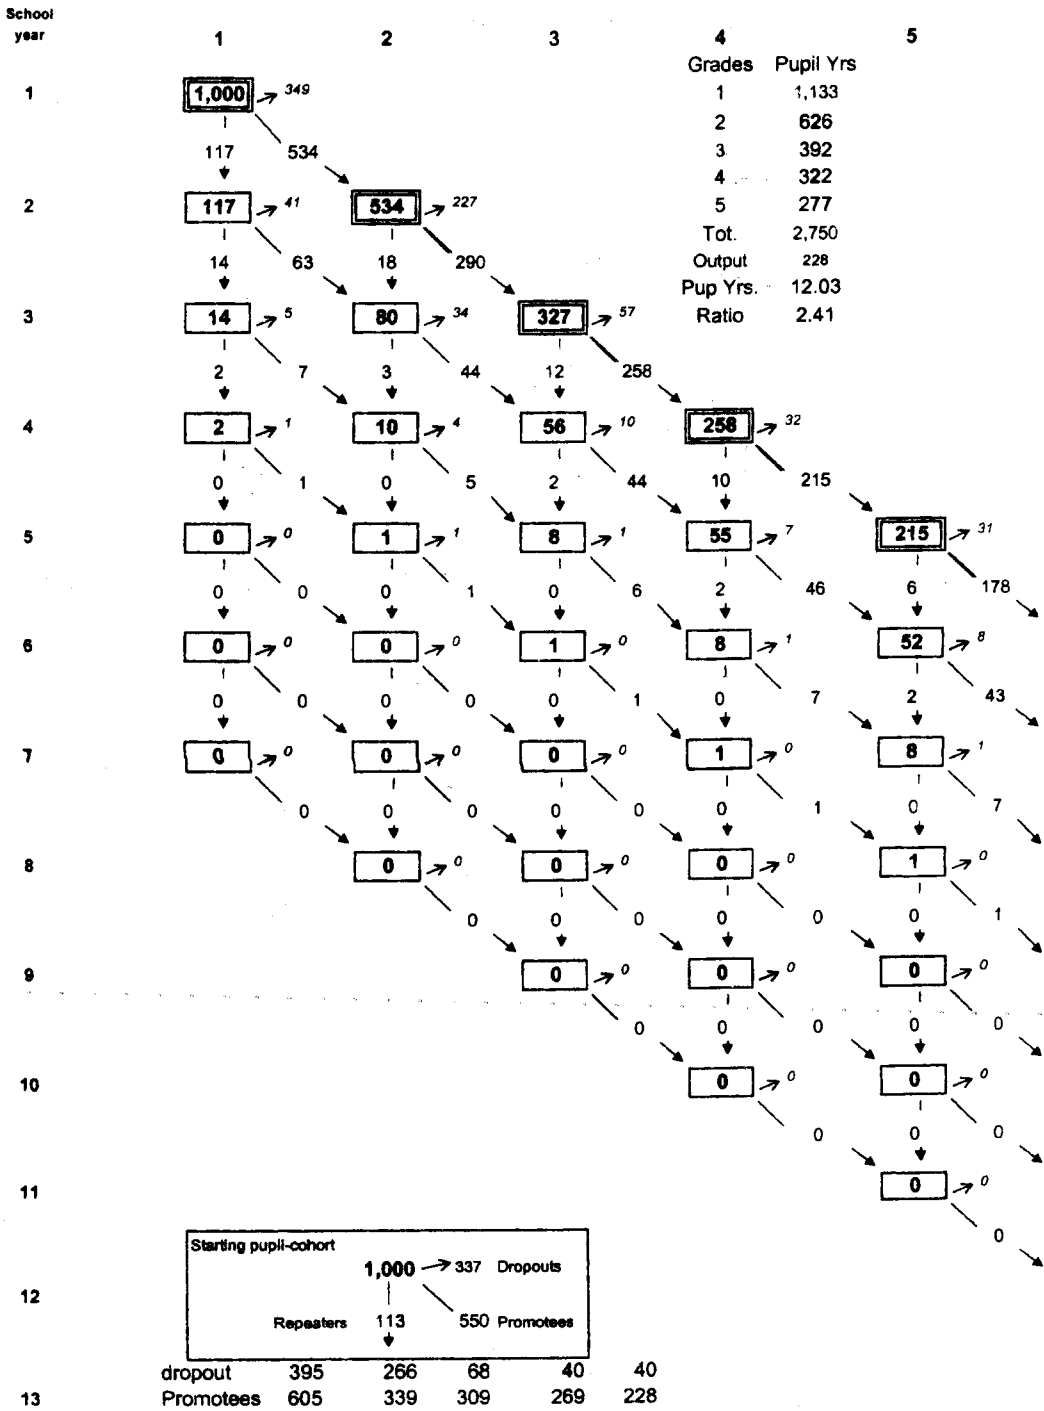 School
year 1 2 3 4 5
Grades Pupil Yrs
1 1,000 349 1 1,133
2 626
117 534 3 392
4 322
2 117 41 534 227 5 277
Tot. 2,750
14 63 18 290 Output 228
Pup Yrs. 12.03
3 14 5 80 34 327 57 Ratio 2.41
2 7 3 44 12 258
4 2 1 10 4 56 10 258 32
0 1 0 5 2 44 10 215
5 0 0 1 1 8 1 55 7 215 31
0 0 0 1 0 6 2 46 6 178
6 0 0 0 0 1 0 8 1 52 8
0 0 0 0 0 1 0 7 2 43
7 0 0 0 0 0 0 1 0 8 1
0 0 0 0 0 0 1 0 7
8 0 0 0 0 0 0 1 0
0 0 0 0 0 0 1
9 0 0 0 0 0 0
0 0 0 0 0
10 0 0 0 0
0 0 0
11 0 0
0
Starting pupil-cohort
1,000 337 Dropouts
12
Repeaters 113 550 Promotees
dropout 395 266 68 40 40
13 Promotees 605 339 309 269 228